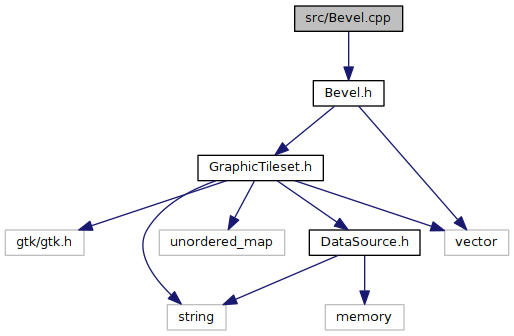 src/Bevel.cpp
Bevel.h
GraphicTileset.h
gtk/gtk.h
unordered_map
DataSource.h
vector
string
memory